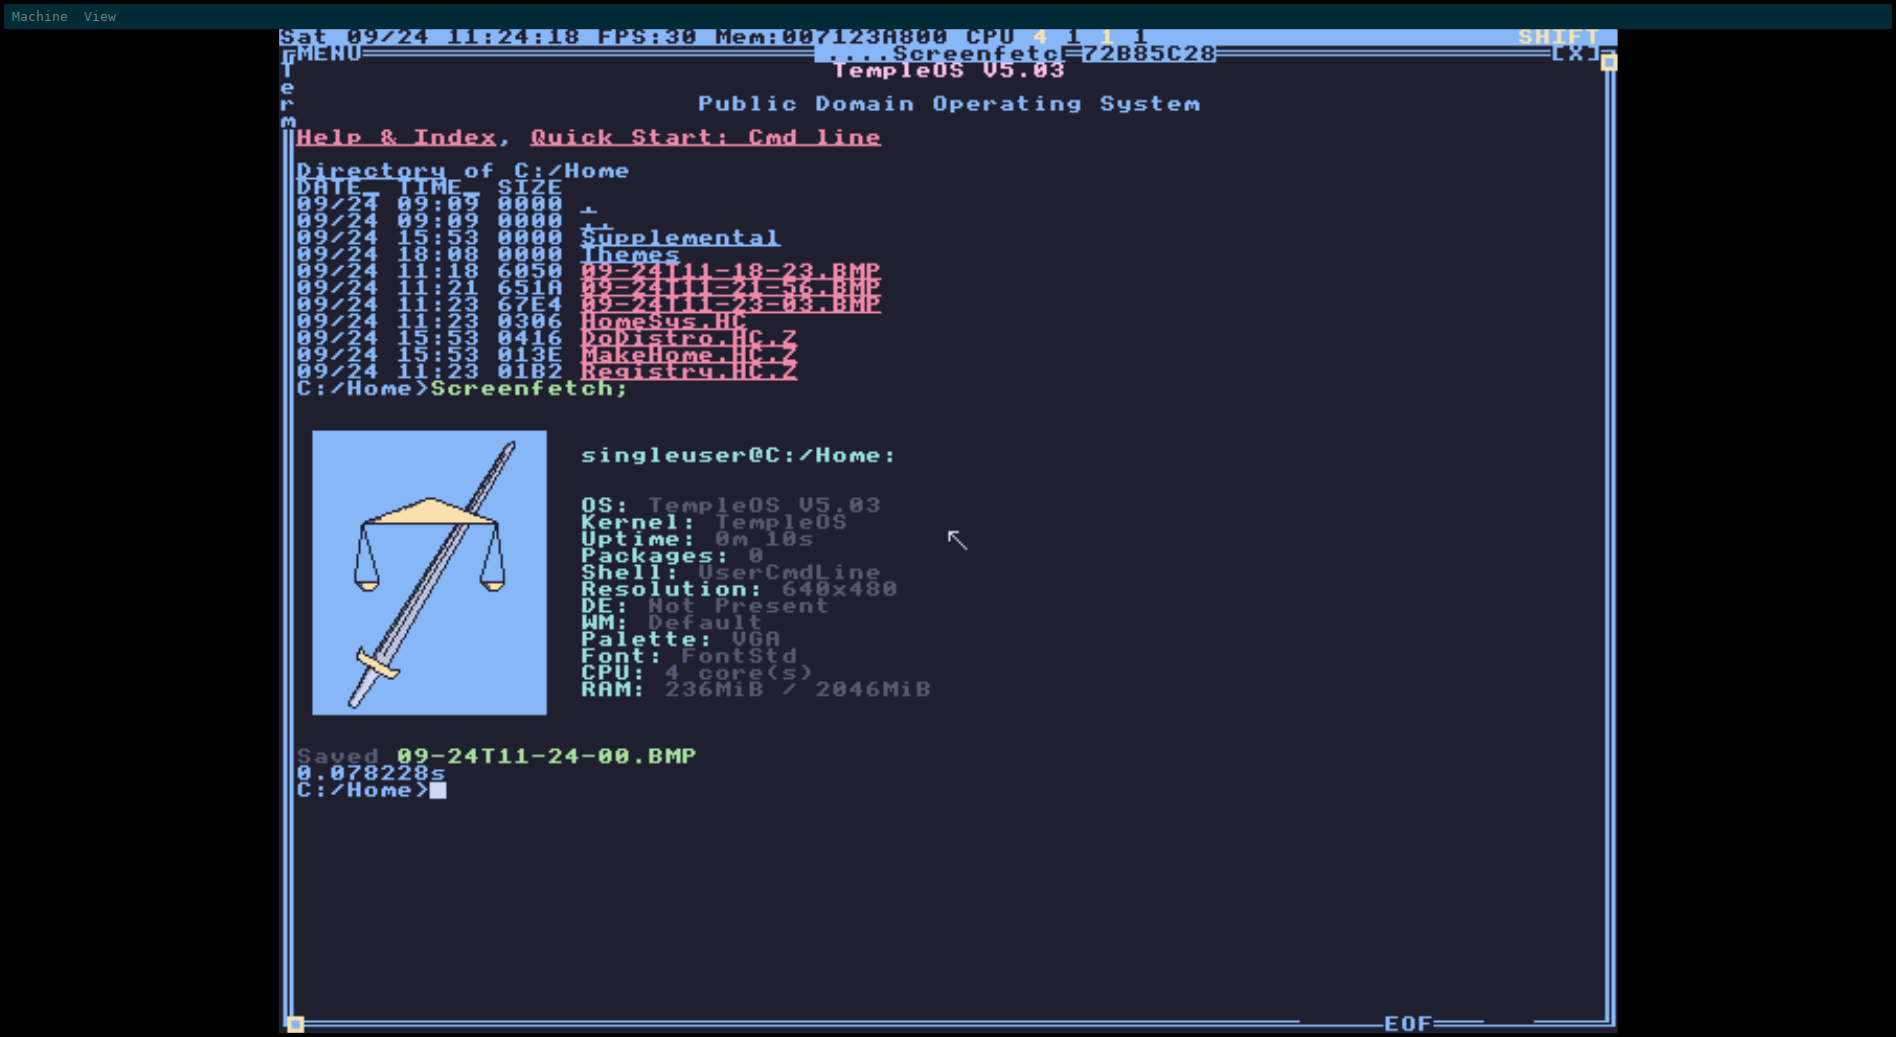 Machine View
Sat 09/24 11:24:18 FPS:30 Mem:007123A800 CPU 4 1 1 1 SHIFT
MENU ....Screenfetc 72B85C28 [X]
Term
TempleOS V5.03
Public Domain Operating System
Help & Index, Quick Start: Cmd line
Directory of C:/Home
DATE_ TIME_ SIZE
09/24 09:09 0000 .
09/24 09:09 0000 ..
09/24 15:53 0000 Supplemental
09/24 18:08 0000 Themes
09/24 11:18 6050 09-24T11-18-23.BMP
09/24 11:21 651A 09-24T11-21-56.BMP
09/24 11:23 67E4 09-24T11-23-03.BMP
09/24 11:23 0306 HomeSys.HC
09/24 15:53 0416 DoDistro.HC.Z
09/24 15:53 013E MakeHome.HC.Z
09/24 11:23 01B2 Registry.HC.Z
C:/Home>Screenfetch;
singleuser@C:/Home:
OS: TempleOS V5.03
Kernel: TempleOS
Uptime: 0m 10s
Packages: 0
Shell: UserCmdLine
Resolution: 640x480
DE: Not Present
WM: Default
Palette: VGA
Font: FontStd
CPU: 4 core(s)
RAM: 236MiB / 2046MiB
Saved 09-24T11-24-00.BMP
0.078228s
C:/Home>
EOF